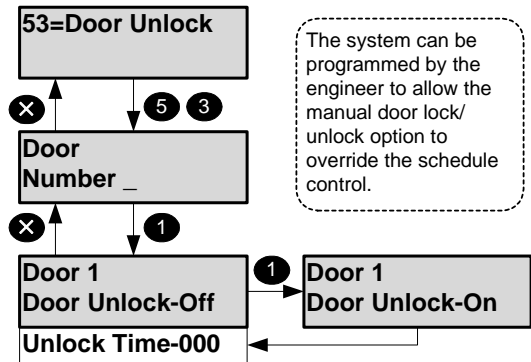 53=Door Unlock
The system can be
programmed by the
engineer to allow the
manual door lock/
unlock option to
override the schedule
control.
✕
5 3
Door
Number _
✕
1
Door 1
Door Unlock-Off
1
Door 1
Door Unlock-On
Unlock Time-000